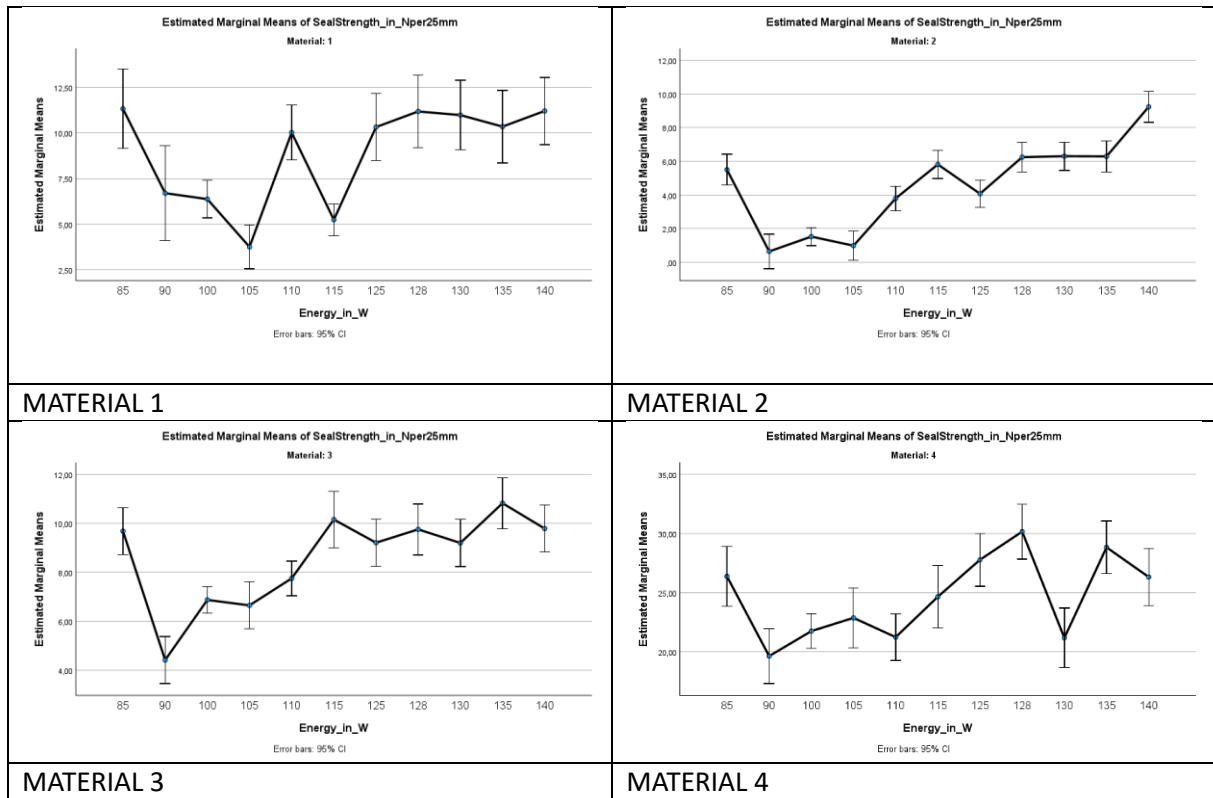 Estimated Marginal Means of SealStrength_in_Nper25mm
Material: 1
Estimated Marginal Means
12,50
10,00
7,50
5,00
2,50
85 90 100 105 110 115 125 128 130 135 140
Energy_in_W
Error bars: 95% CI
MATERIAL 1
Estimated Marginal Means of SealStrength_in_Nper25mm
Material: 2
Estimated Marginal Means
12,00
10,00
8,00
6,00
4,00
2,00
,00
85 90 100 105 110 115 125 128 130 135 140
Energy_in_W
Error bars: 95% CI
MATERIAL 2
Estimated Marginal Means of SealStrength_in_Nper25mm
Material: 3
Estimated Marginal Means
12,00
10,00
8,00
6,00
4,00
85 90 100 105 110 115 125 128 130 135 140
Energy_in_W
Error bars: 95% CI
MATERIAL 3
Estimated Marginal Means of SealStrength_in_Nper25mm
Material: 4
Estimated Marginal Means
35,00
30,00
25,00
20,00
85 90 100 105 110 115 125 128 130 135 140
Energy_in_W
Error bars: 95% CI
MATERIAL 4